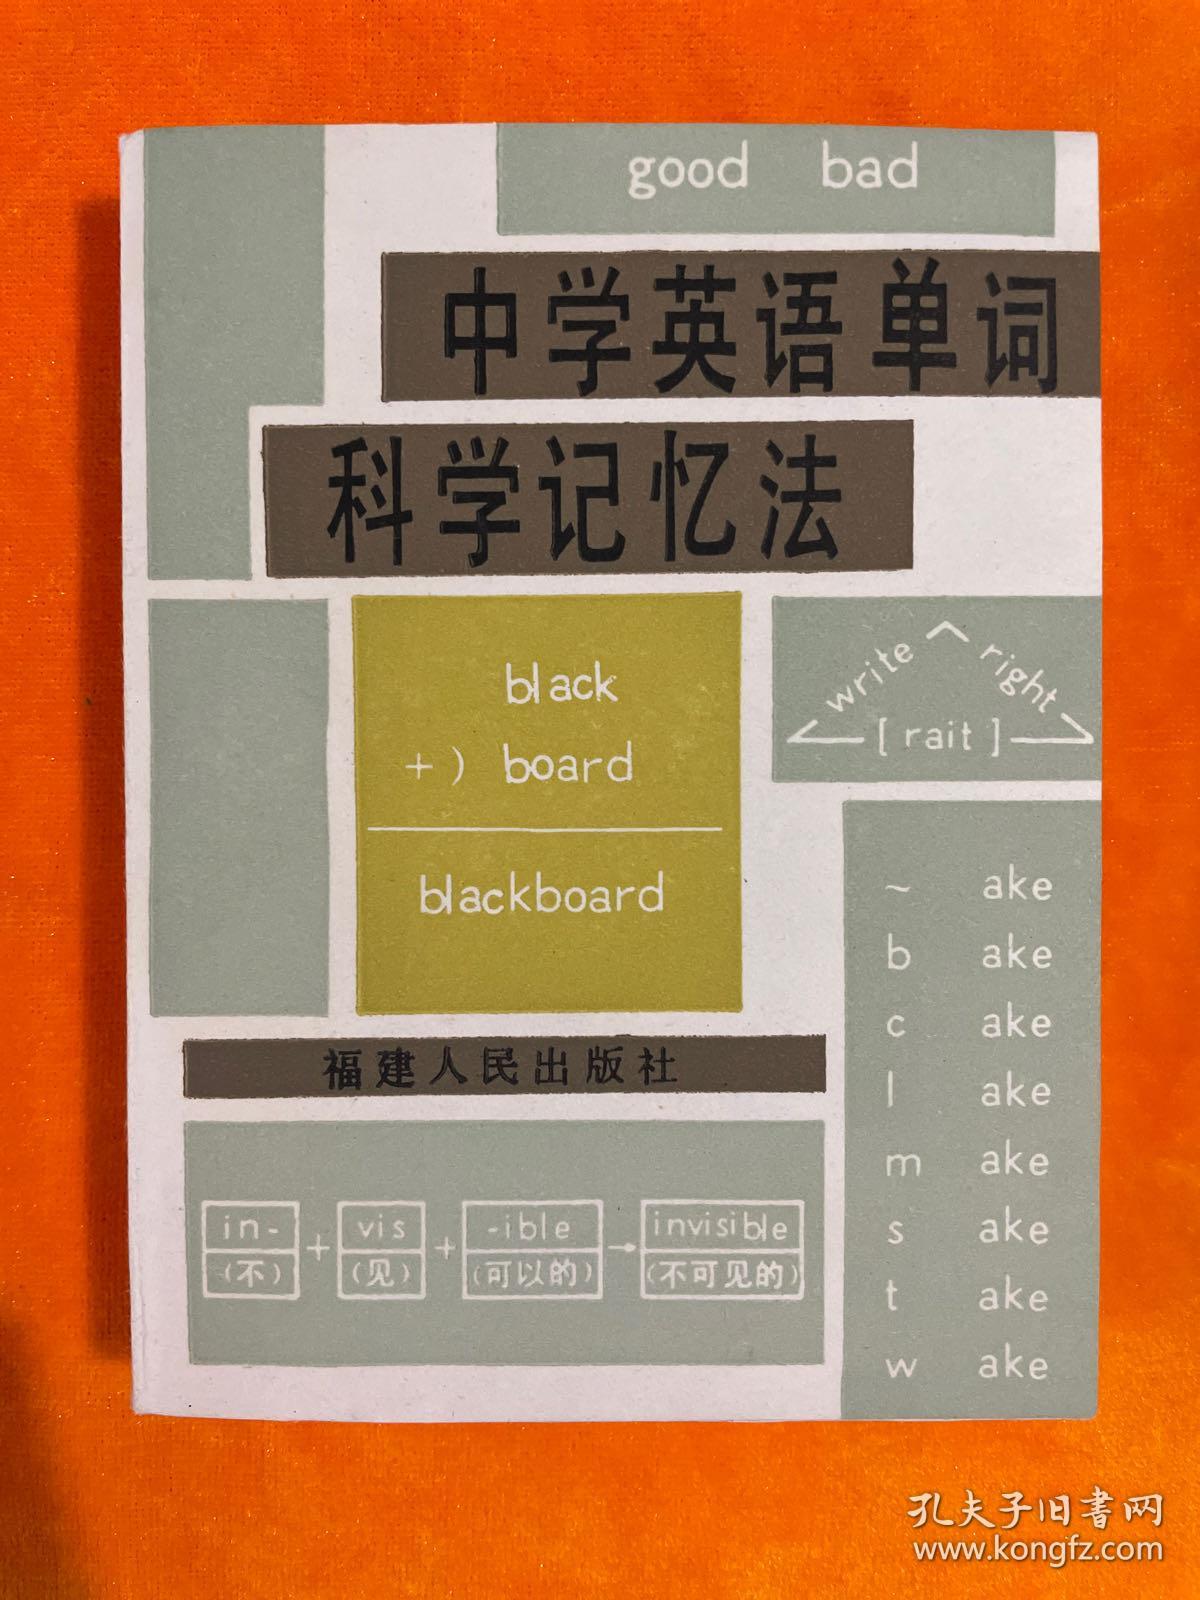 good bad
中学英语单词
科学记忆法
black
+) board
blackboard
write right
[rait]
~ ake
b ake
c ake
l ake
m ake
s ake
t ake
w ake
福建人民出版社
in- + vis + -ible → invisible
(不) (见) (可以的) (不可见的)
孔夫子旧书网
www.kongfz.com